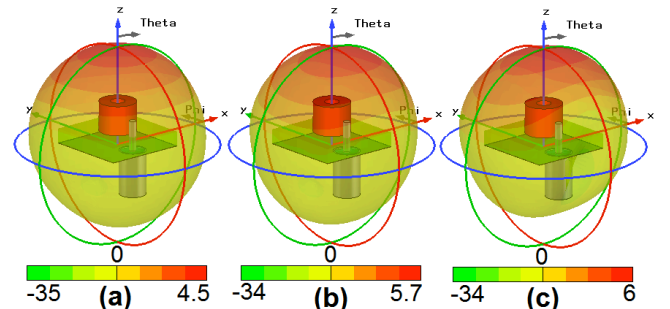 z z z
Theta Theta Theta
y Phi x y Phi x y Phi x
0 0 0
-35 (a) 4.5 -34 (b) 5.7 -34 (c) 6